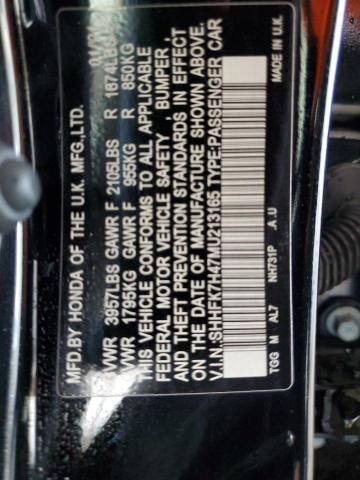 MFD.BY HONDA OF THE U.K. MFG.,LTD.
GVWR 3957LBS GAWR F 2105LBS R 1874LBS
GVWR 1795KG GAWR F 955KG R 850KG
THIS VEHICLE CONFORMS TO ALL APPLICABLE
FEDERAL MOTOR VEHICLE SAFETY, BUMPER,
AND THEFT PREVENTION STANDARDS IN EFFECT
ON THE DATE OF MANUFACTURE SHOWN ABOVE.
V.I.N.:SHHFK7H47MU213165 TYPE:PASSENGER CAR
TGG M AL7 NH731P .A .U MADE IN U.K.